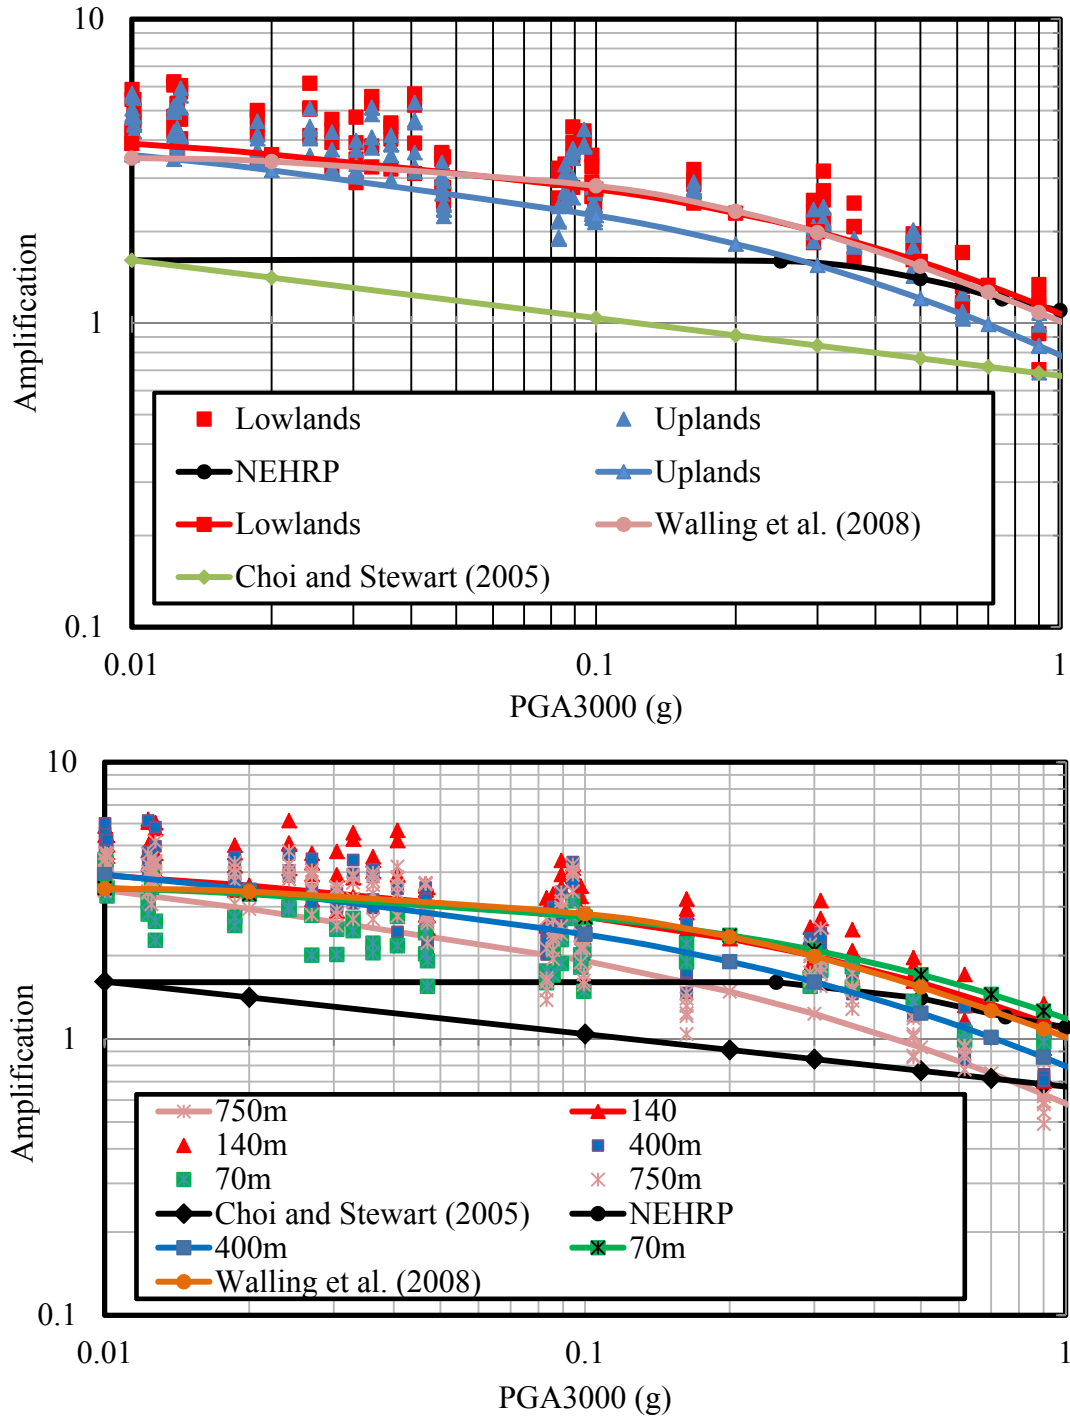 10
1
0.1
Amplification
Lowlands
Uplands
NEHRP
Uplands
Lowlands
Walling et al. (2008)
Choi and Stewart (2005)
0.01
0.1
1
PGA3000 (g)
10
1
0.1
Amplification
750m
140
140m
400m
70m
750m
Choi and Stewart (2005)
NEHRP
400m
70m
Walling et al. (2008)
0.01
0.1
1
PGA3000 (g)